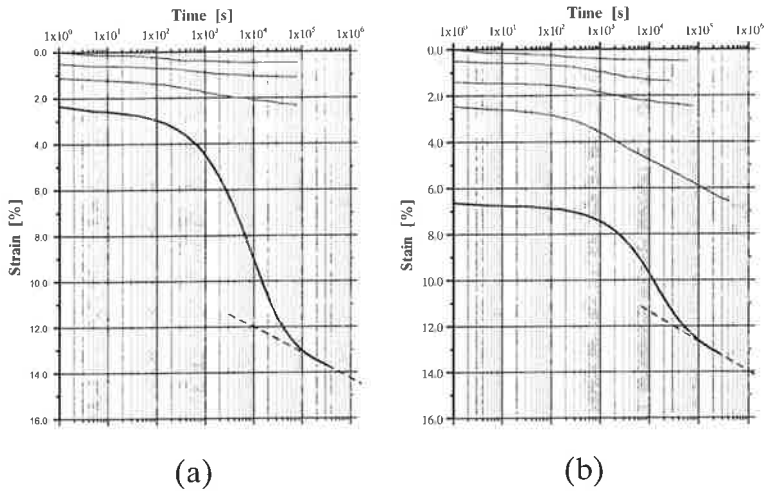 Time [s]
1x10⁰ 1x10¹ 1x10² 1x10³ 1x10⁴ 1x10⁵ 1x10⁶
0.0
2.0
4.0
6.0
8.0
10.0
12.0
14.0
16.0
Strain [%]
(a)
Time [s]
1x10⁰ 1x10¹ 1x10² 1x10³ 1x10⁴ 1x10⁵ 1x10⁶
0.0
2.0
4.0
6.0
8.0
10.0
12.0
14.0
16.0
Stain [%]
(b)